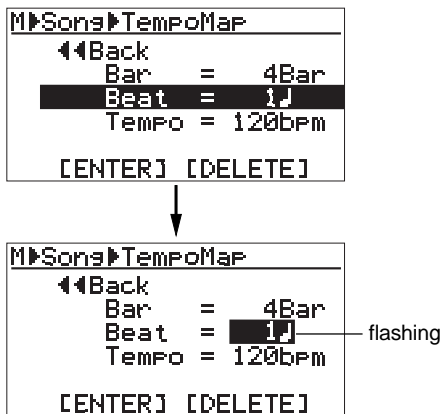 M▶Song▶TempoMap
◀◀Back
Bar = 4Bar
Beat = 1♩
Tempo = 120bpm
[ENTER] [DELETE]
M▶Song▶TempoMap
◀◀Back
Bar = 4Bar
Beat = 1♩ flashing
Tempo = 120bpm
[ENTER] [DELETE]